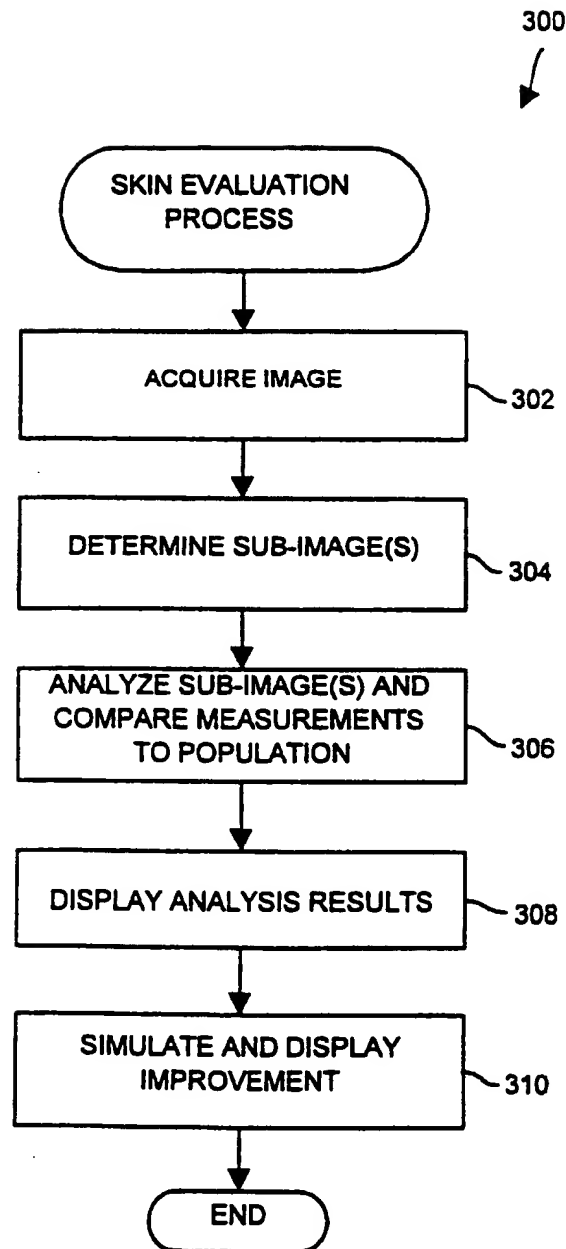 300
SKIN EVALUATION
PROCESS
ACQUIRE IMAGE
302
DETERMINE SUB-IMAGE(S)
304
ANALYZE SUB-IMAGE(S) AND
COMPARE MEASUREMENTS
TO POPULATION
306
DISPLAY ANALYSIS RESULTS
308
SIMULATE AND DISPLAY
IMPROVEMENT
310
END